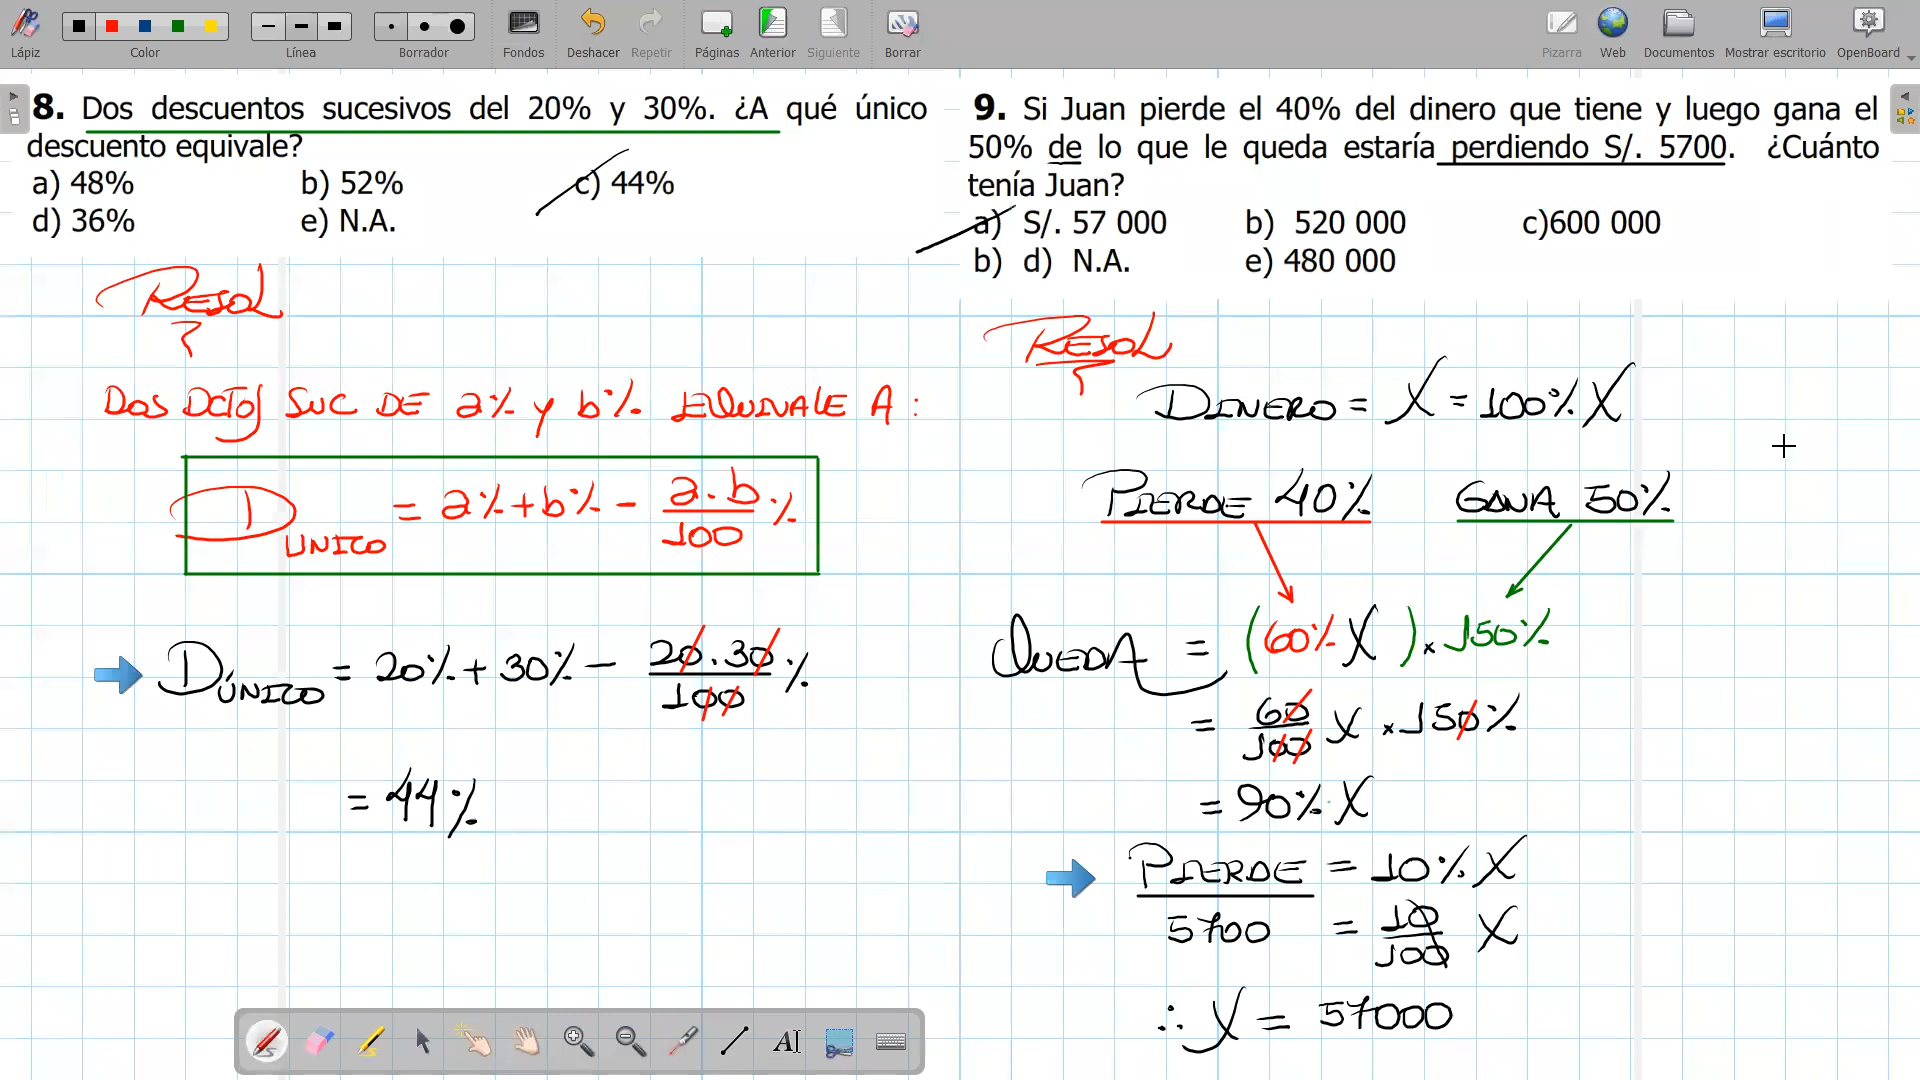 Lápiz Color Línea Borrador Fondos Deshacer Repetir Páginas Anterior Siguiente Borrar Pizarra Web Documentos Mostrar escritorio OpenBoard
8. Dos descuentos sucesivos del 20% y 30%. ¿A qué único
descuento equivale?
a) 48% b) 52% c) 44%
d) 36% e) N.A.
RESOL
DOS DCTOS SUC DE a% y b% EQUIVALE A:
D UNICO = a% + b% - a.b/100 %
D ÚNICO = 20% + 30% - 20.30/100 %
= 44%
9. Si Juan pierde el 40% del dinero que tiene y luego gana el
50% de lo que le queda estaría perdiendo S/. 5700. ¿Cuánto
tenía Juan?
a) S/. 57 000 b) 520 000 c)600 000
b) d) N.A. e) 480 000
RESOL
DINERO = X = 100% X
PIERDE 40% GANA 50%
QUEDA = (60% X) × 150%
= 60/100 X × 150%
= 90% X
PIERDE = 10% X
5700 = 10/100 X
∴ X = 57000
AI